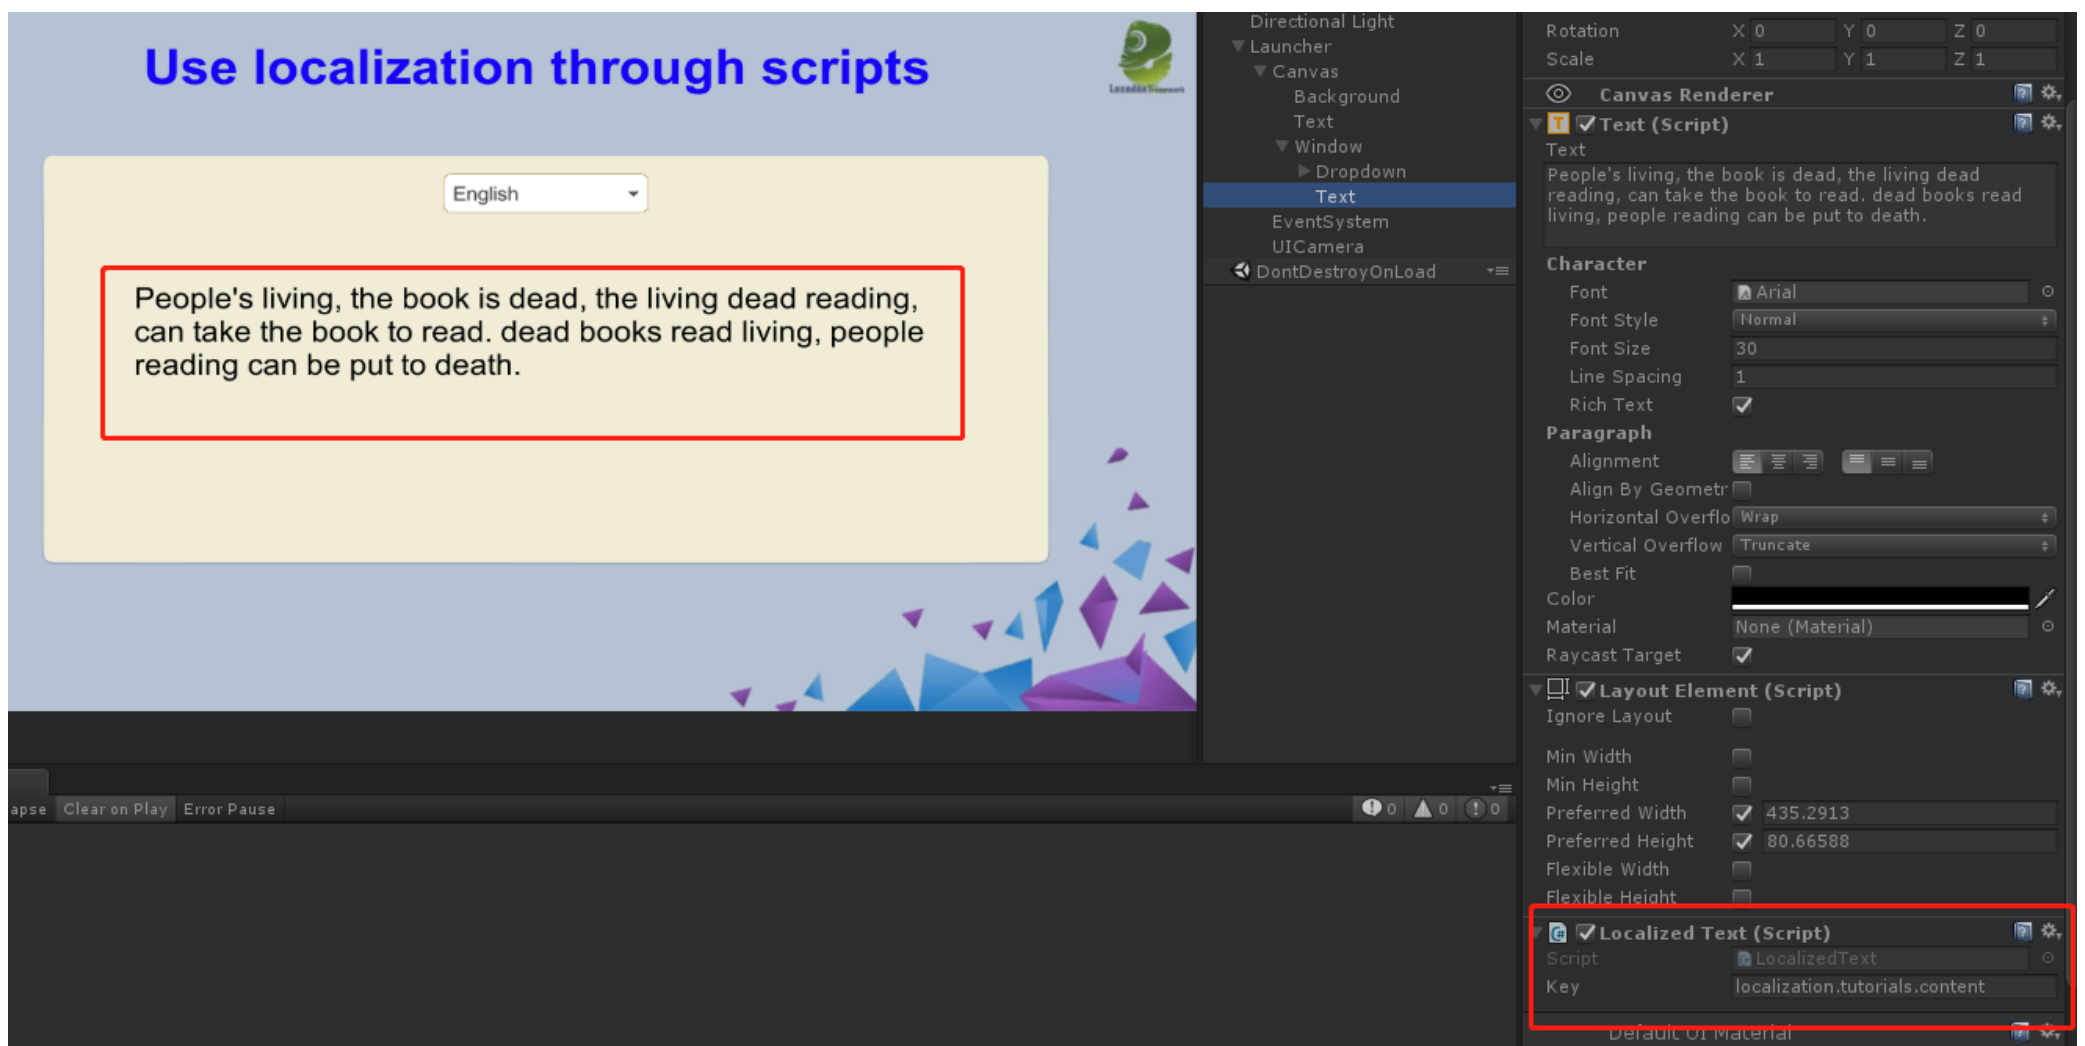 Use localization through scripts
Loxodon Framework
English
People's living, the book is dead, the living dead reading,
can take the book to read. dead books read living, people
reading can be put to death.
apse
Clear on Play
Error Pause
0
0
0
Directional Light
Launcher
Canvas
Background
Text
Window
Dropdown
Text
EventSystem
UICamera
DontDestroyOnLoad
Rotation X 0 Y 0 Z 0
Scale X 1 Y 1 Z 1
Canvas Renderer
Text (Script)
Text
People's living, the book is dead, the living dead
reading, can take the book to read. dead books read
living, people reading can be put to death.
Character
Font Arial
Font Style Normal
Font Size 30
Line Spacing 1
Rich Text
Paragraph
Alignment
Align By Geometr
Horizontal Overflo Wrap
Vertical Overflow Truncate
Best Fit
Color
Material None (Material)
Raycast Target
Layout Element (Script)
Ignore Layout
Min Width
Min Height
Preferred Width 435.2913
Preferred Height 80.66588
Flexible Width
Flexible Height
Localized Text (Script)
Script LocalizedText
Key localization.tutorials.content
Default UI Material